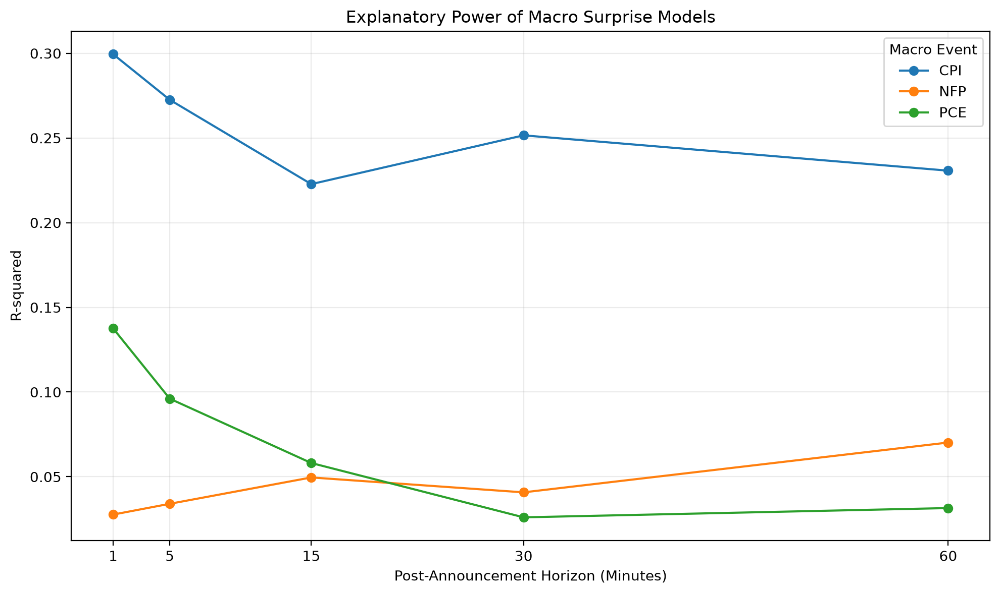 Explanatory Power of Macro Surprise Models
Macro Event
CPI
NFP
PCE
R-squared
0.30
0.25
0.20
0.15
0.10
0.05
1 5 15 30 60
Post-Announcement Horizon (Minutes)